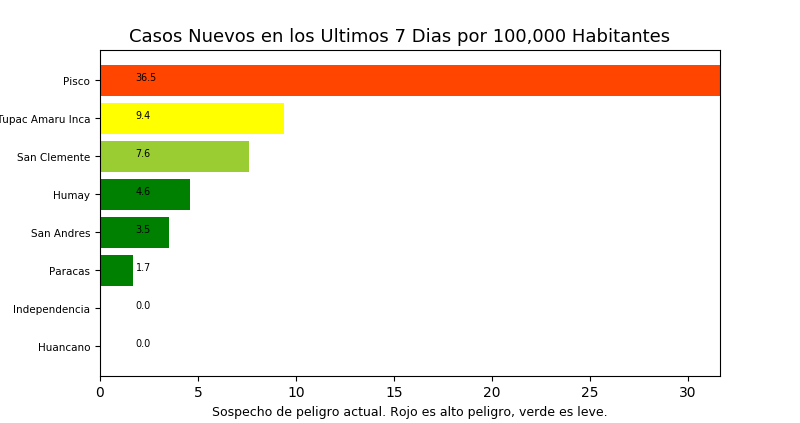 Casos Nuevos en los Ultimos 7 Dias por 100,000 Habitantes
Pisco 36.5
Tupac Amaru Inca 9.4
San Clemente 7.6
Humay 4.6
San Andres 3.5
Paracas 1.7
Independencia 0.0
Huancano 0.0
0 5 10 15 20 25 30
Sospecho de peligro actual. Rojo es alto peligro, verde es leve.